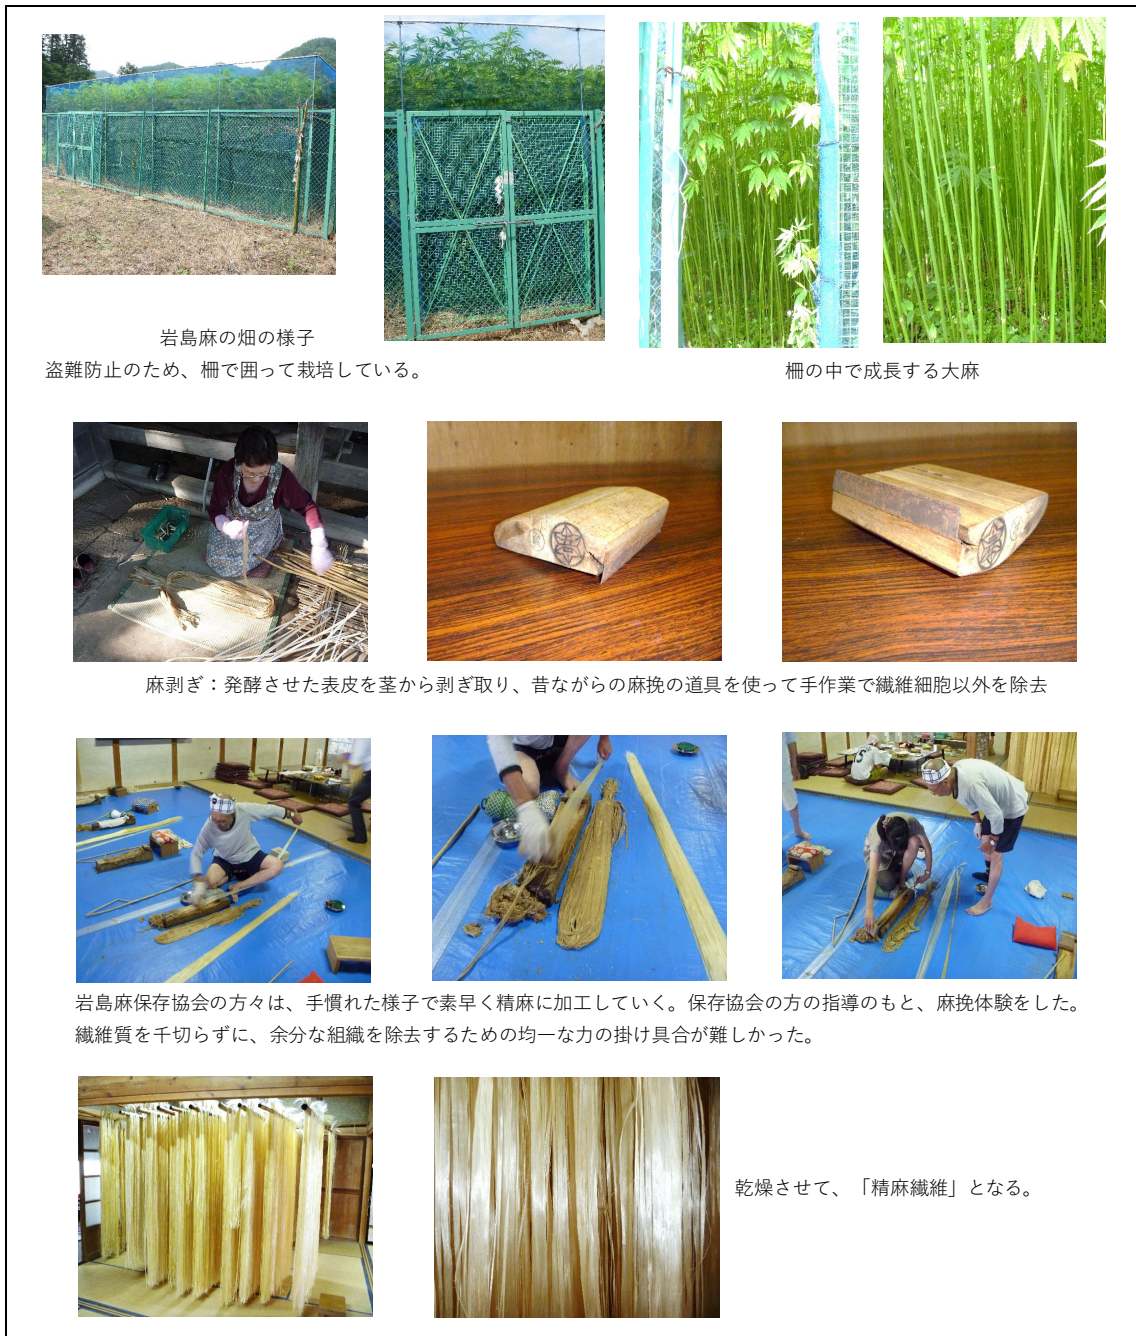 岩島麻の畑の様子
盗難防止のため、柵で囲って栽培している。
柵の中で成長する大麻
麻剥ぎ：発酵させた表皮を茎から剥ぎ取り、昔ながらの麻挽の道具を使って手作業で繊維細胞以外を除去
岩島麻保存協会の方々は、手慣れた様子で素早く精麻に加工していく。保存協会の方の指導のもと、麻挽体験をした。
繊維質を千切らずに、余分な組織を除去するための均一な力の掛け具合が難しかった。
乾燥させて、「精麻繊維」となる。